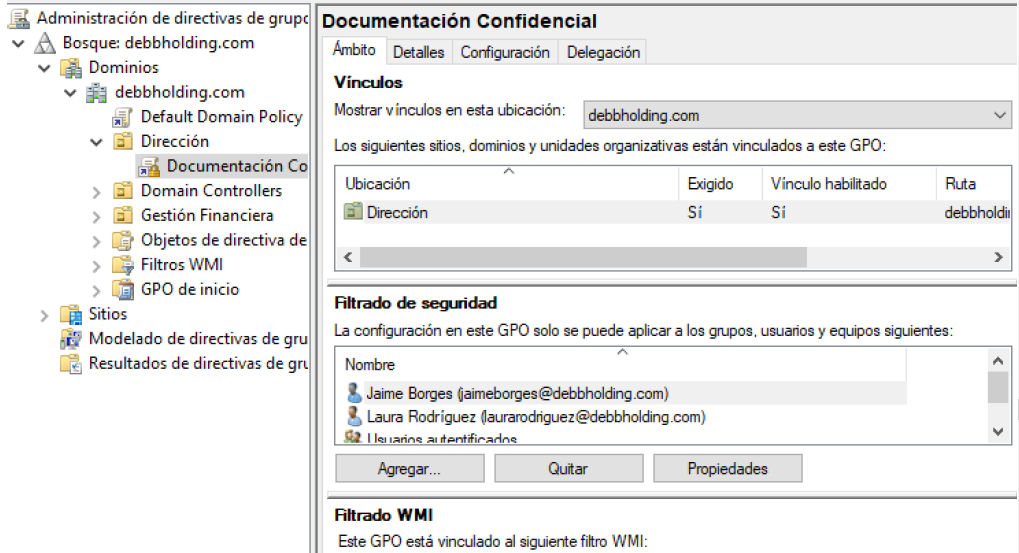 Administración de directivas de grupo
Bosque: debbholding.com
Dominios
debbholding.com
Default Domain Policy
Dirección
Documentación Co
Domain Controllers
Gestión Financiera
Objetos de directiva de
Filtros WMI
GPO de inicio
Sitios
Modelado de directivas de gru
Resultados de directivas de gru
Documentación Confidencial
Ámbito Detalles Configuración Delegación
Vínculos
Mostrar vínculos en esta ubicación: debbholding.com
Los siguientes sitios, dominios y unidades organizativas están vinculados a este GPO:
Ubicación Exigido Vínculo habilitado Ruta
Dirección Sí Sí debbholdin
Filtrado de seguridad
La configuración en este GPO solo se puede aplicar a los grupos, usuarios y equipos siguientes:
Nombre
Jaime Borges (jaimeborges@debbholding.com)
Laura Rodríguez (laurarodriguez@debbholding.com)
Usuarios autentificados
Agregar... Quitar Propiedades
Filtrado WMI
Este GPO está vinculado al siguiente filtro WMI: